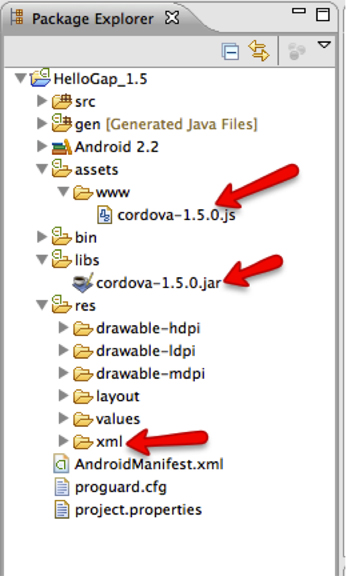 Package Explorer
HelloGap_1.5
src
gen [Generated Java Files]
Android 2.2
assets
www
cordova-1.5.0.js
bin
libs
cordova-1.5.0.jar
res
drawable-hdpi
drawable-ldpi
drawable-mdpi
layout
values
xml
AndroidManifest.xml
proguard.cfg
project.properties